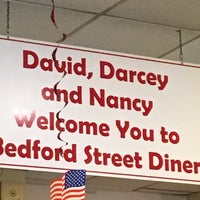 David, Darcey
and Nancy
Welcome You to
Bedford Street Diner